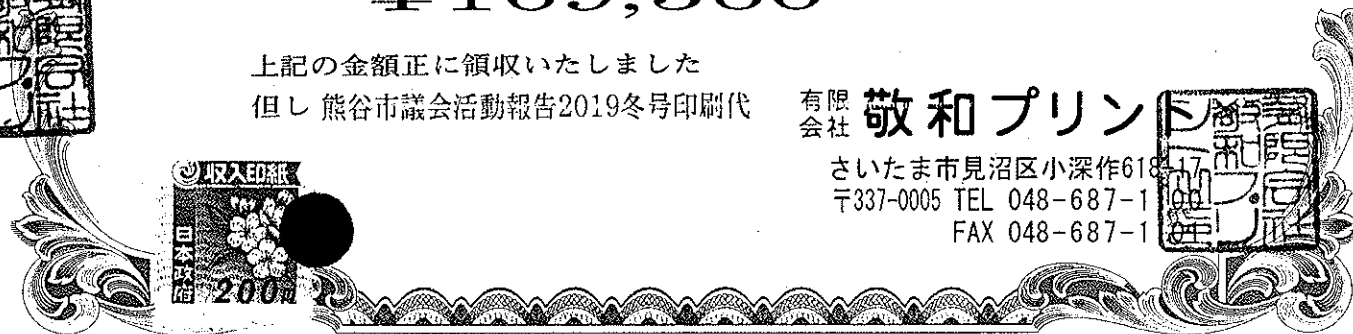 上記の金額正に領収いたしました
但し 熊谷市議会活動報告2019冬号印刷代
有限会社 敬和プリント
さいたま市見沼区小深作618-17
〒337-0005 TEL 048-687-1
FAX 048-687-1
収入印紙
日本政府
200円